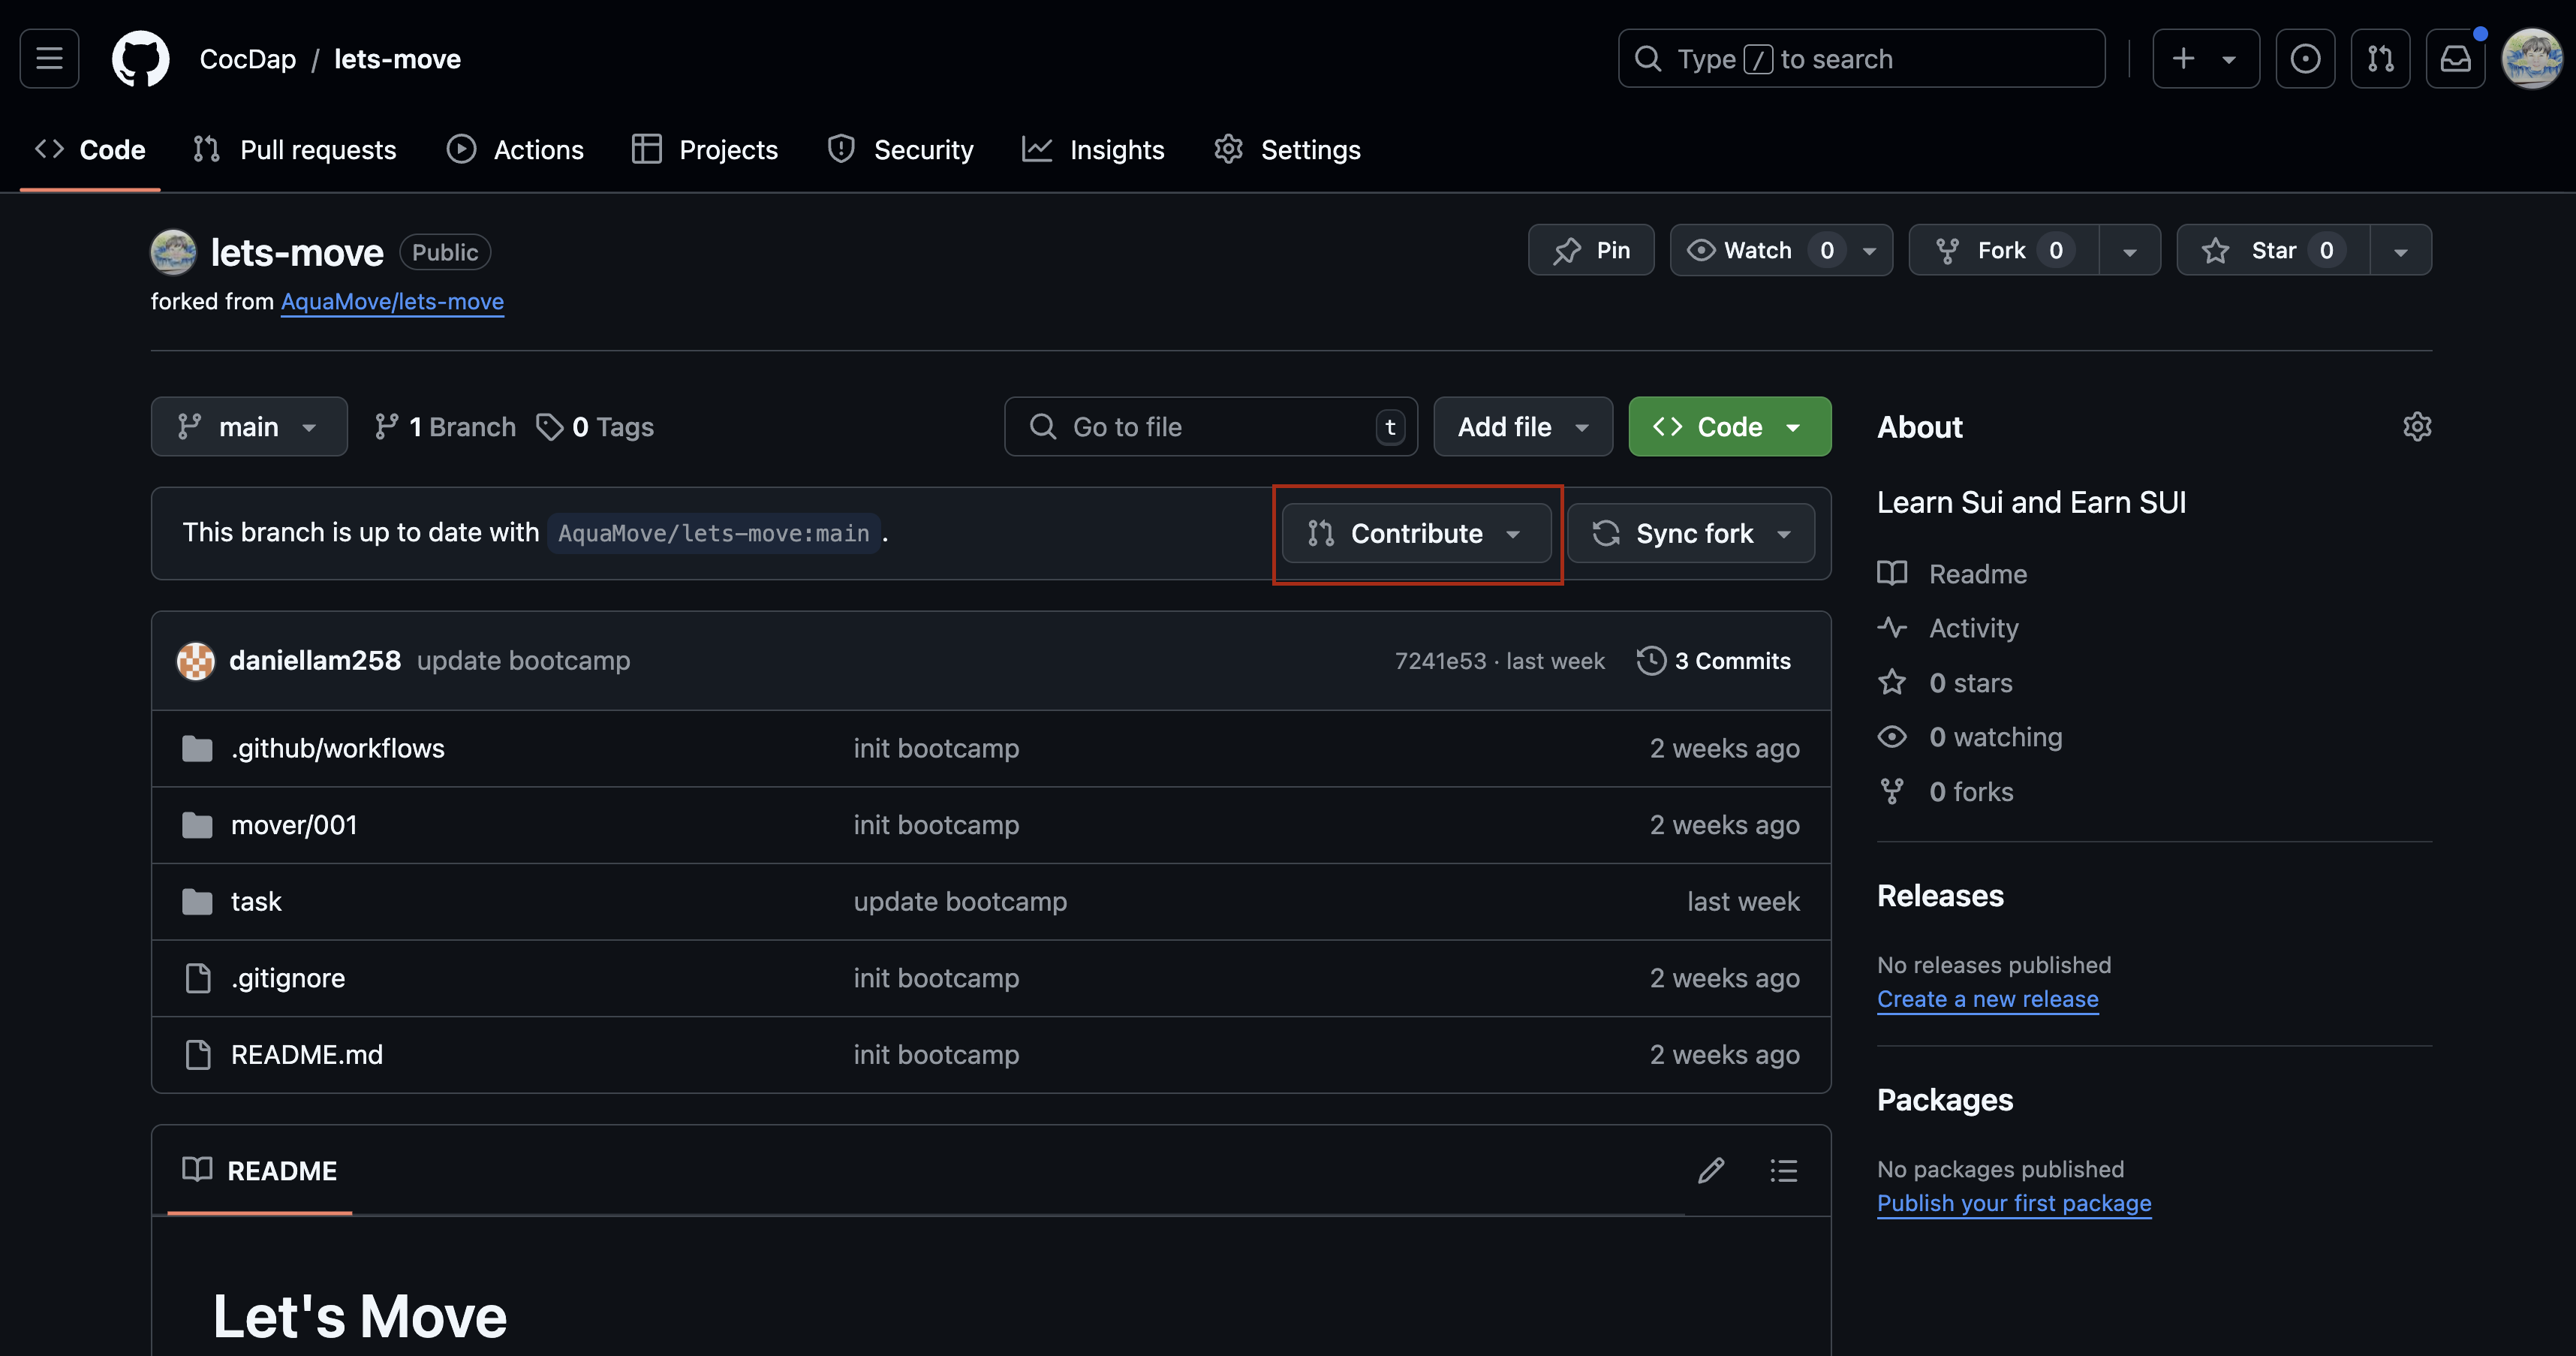 CocDap / lets-move
Type / to search
Code Pull requests Actions Projects Security Insights Settings
lets-move Public
Pin Watch 0 Fork 0 Star 0
forked from AquaMove/lets-move
main 1 Branch 0 Tags
Go to file t Add file Code
This branch is up to date with AquaMove/lets-move:main .
Contribute Sync fork
daniellam258 update bootcamp 7241e53 · last week 3 Commits
.github/workflows init bootcamp 2 weeks ago
mover/001 init bootcamp 2 weeks ago
task update bootcamp last week
.gitignore init bootcamp 2 weeks ago
README.md init bootcamp 2 weeks ago
README
Let's Move
About
Learn Sui and Earn SUI
Readme
Activity
0 stars
0 watching
0 forks
Releases
No releases published
Create a new release
Packages
No packages published
Publish your first package